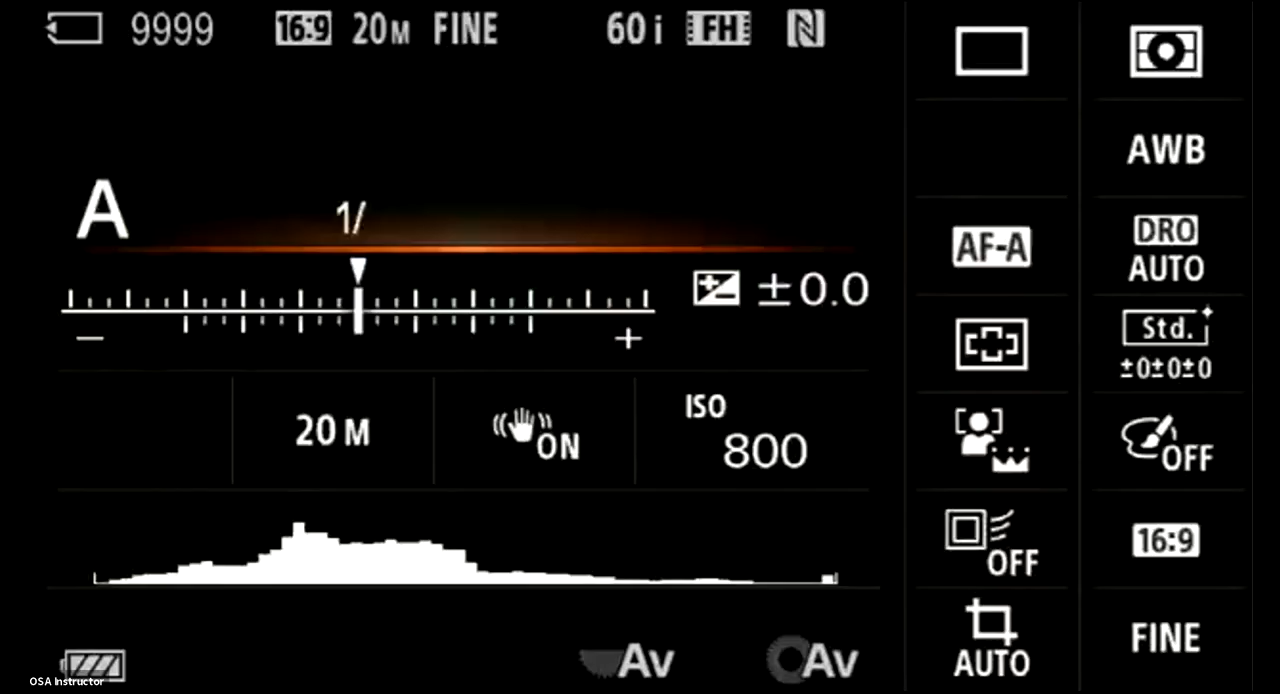 9999 16:9 20M FINE 60i FH N
A
1/
±0.0
− +
20M
ON
ISO
800
Av Av
AF-A
OFF
AUTO
AWB
DRO
AUTO
Std.
±0±0±0
OFF
16:9
FINE
OSA Instructor